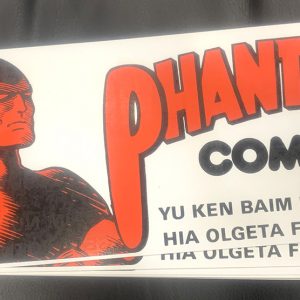 PHANT
COM
YU KEN BAIM
HIA OLGETA F
HIA OLGETA F